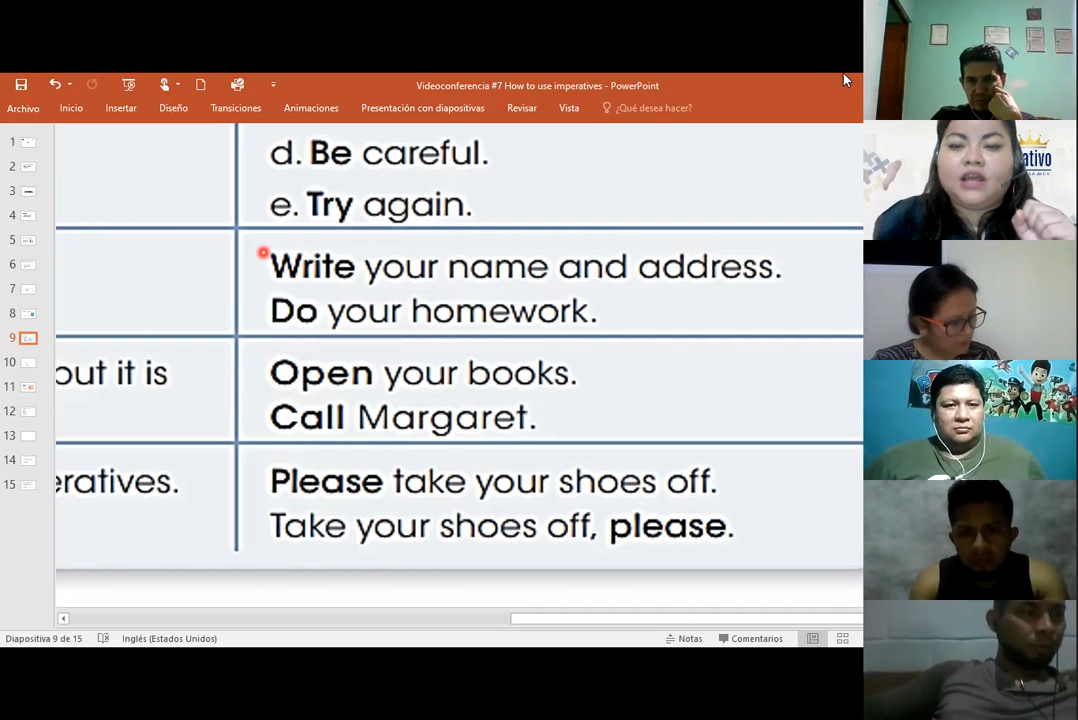 Videoconferencia #7 How to use imperatives - PowerPoint
Archivo Inicio Insertar Diseño Transiciones Animaciones Presentación con diapositivas Revisar Vista ¿Qué desea hacer?
1
2
3
4
5
6
7
8
9
10
11
12
13
14
15
d. Be careful.
e. Try again.
Write your name and address.
Do your homework.
out it is
Open your books.
Call Margaret.
eratives.
Please take your shoes off.
Take your shoes off, please.
Diapositiva 9 de 15 Inglés (Estados Unidos) Notas Comentarios
ativo